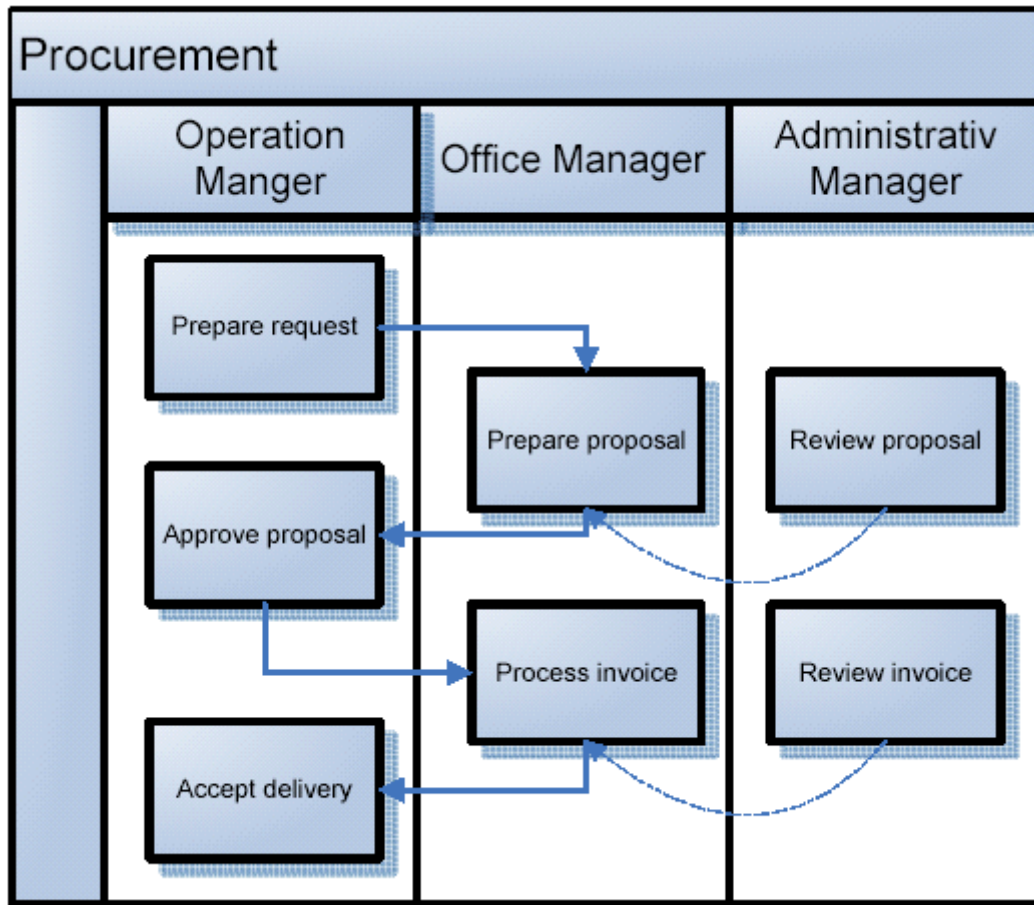 Procurement
Operation
Manger
Office Manager
Administrativ
Manager
Prepare request
Prepare proposal
Review proposal
Approve proposal
Process invoice
Review invoice
Accept delivery